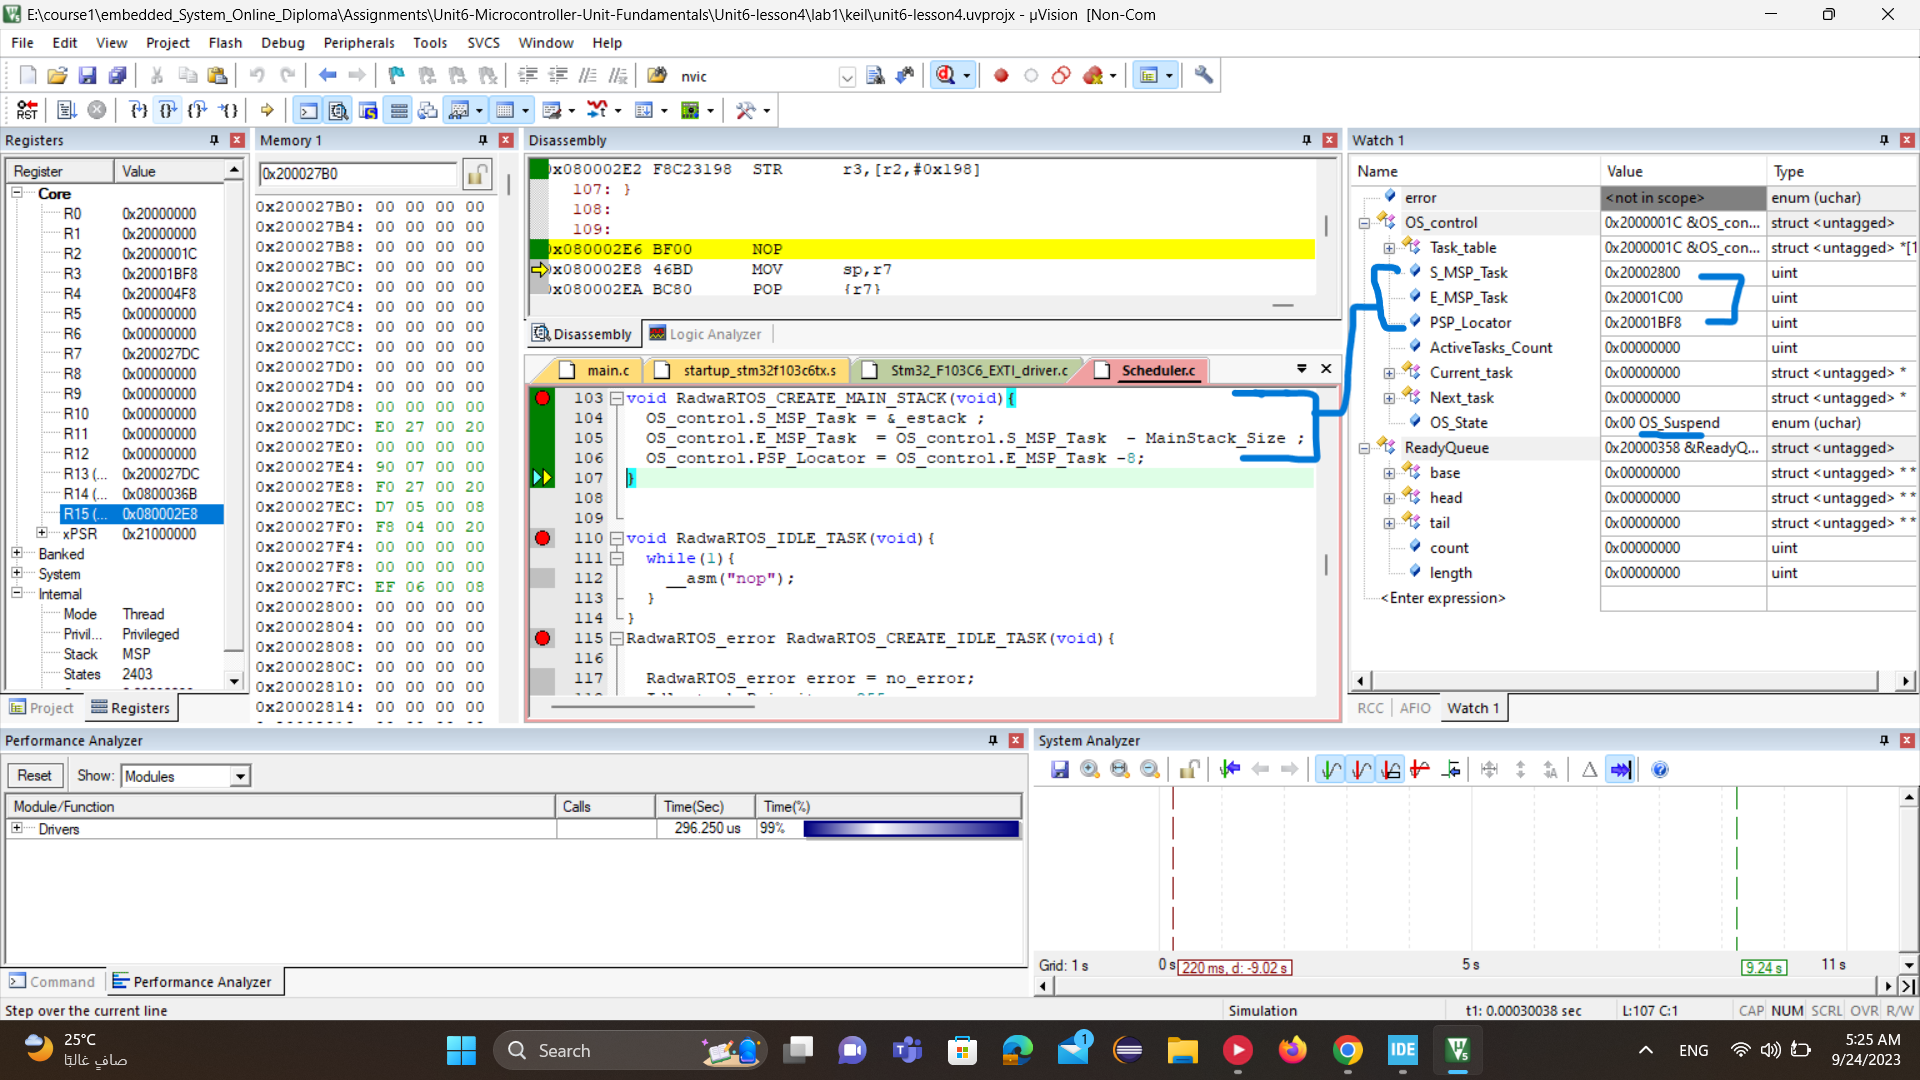 E:\course1\embedded_System_Online_Diploma\Assignments\Unit6-Microcontroller-Unit-Fundamentals\Unit6-lesson4\lab1\keil\unit6-lesson4.uvprojx - µVision [Non-Com
File Edit View Project Flash Debug Peripherals Tools SVCS Window Help
nvic
RST
Registers
Register Value
Core
R0 0x20000000
R1 0x20000000
R2 0x2000001C
R3 0x20001BF8
R4 0x200004F8
R5 0x00000000
R6 0x00000000
R7 0x200027DC
R8 0x00000000
R9 0x00000000
R10 0x00000000
R11 0x00000000
R12 0x00000000
R13 (... 0x200027DC
R14 (... 0x0800036B
R15 (... 0x080002E8
xPSR 0x21000000
Banked
System
Internal
Mode Thread
Privil... Privileged
Stack MSP
States 2403
Project Registers
Memory 1
0x200027B0
0x200027B0: 00 00 00 00
0x200027B4: 00 00 00 00
0x200027B8: 00 00 00 00
0x200027BC: 00 00 00 00
0x200027C0: 00 00 00 00
0x200027C4: 00 00 00 00
0x200027C8: 00 00 00 00
0x200027CC: 00 00 00 00
0x200027D0: 00 00 00 00
0x200027D4: 00 00 00 00
0x200027D8: 00 00 00 00
0x200027DC: E0 27 00 20
0x200027E0: 00 00 00 00
0x200027E4: 90 07 00 00
0x200027E8: F0 27 00 20
0x200027EC: D7 05 00 08
0x200027F0: F8 04 00 20
0x200027F4: 00 00 00 00
0x200027F8: 00 00 00 00
0x200027FC: EF 06 00 08
0x20002800: 00 00 00 00
0x20002804: 00 00 00 00
0x20002808: 00 00 00 00
0x2000280C: 00 00 00 00
0x20002810: 00 00 00 00
0x20002814: 00 00 00 00
Disassembly
0x080002E2 F8C23198 STR r3,[r2,#0x198]
107: }
108:
109:
0x080002E6 BF00 NOP
0x080002E8 46BD MOV sp,r7
0x080002EA BC80 POP {r7}
Disassembly Logic Analyzer
main.c startup_stm32f103c6tx.s Stm32_F103C6_EXTI_driver.c Scheduler.c
103 void RadwaRTOS_CREATE_MAIN_STACK(void){
104 OS_control.S_MSP_Task = &_estack ;
105 OS_control.E_MSP_Task = OS_control.S_MSP_Task - MainStack_Size ;
106 OS_control.PSP_Locator = OS_control.E_MSP_Task -8;
107 }
108
109
110 void RadwaRTOS_IDLE_TASK(void){
111 while(1){
112 __asm("nop");
113 }
114 }
115 RadwaRTOS_error RadwaRTOS_CREATE_IDLE_TASK(void){
116
117 RadwaRTOS_error error = no_error;
Watch 1
Name Value Type
error <not in scope> enum (uchar)
OS_control 0x2000001C &OS_con... struct <untagged>
Task_table 0x2000001C &OS_con... struct <untagged> *[1
S_MSP_Task 0x20002800 uint
E_MSP_Task 0x20001C00 uint
PSP_Locator 0x20001BF8 uint
ActiveTasks_Count 0x00000000 uint
Current_task 0x00000000 struct <untagged> *
Next_task 0x00000000 struct <untagged> *
OS_State 0x00 OS_Suspend enum (uchar)
ReadyQueue 0x20000358 &ReadyQ... struct <untagged>
base 0x00000000 struct <untagged> * *
head 0x00000000 struct <untagged> * *
tail 0x00000000 struct <untagged> * *
count 0x00000000 uint
length 0x00000000 uint
<Enter expression>
RCC AFIO Watch 1
Performance Analyzer
Reset Show: Modules
Module/Function Calls Time(Sec) Time(%)
Drivers 296.250 us 99%
Command Performance Analyzer
System Analyzer
Grid: 1 s 0 s 220 ms, d: -9.02 s 5 s 9.24 s 11 s
Step over the current line Simulation t1: 0.00030038 sec L:107 C:1 CAP NUM SCRL OVR R/W
25°C
صافٍ غالبًا
Search
1
IDE
ENG
5:25 AM
9/24/2023